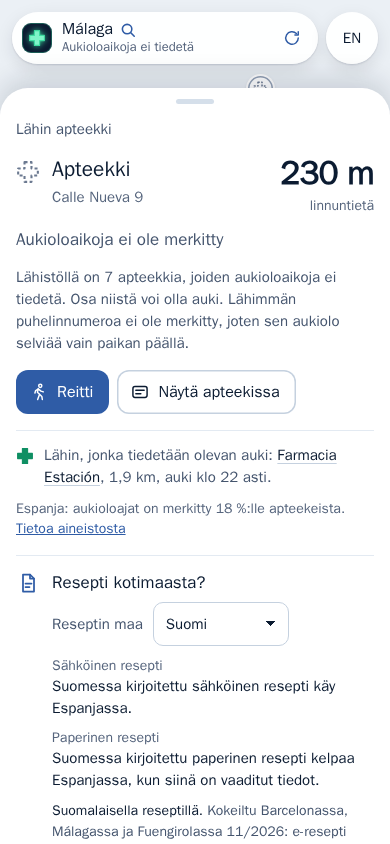 Málaga
Aukioloaikoja ei tiedetä
EN
Lähin apteekki
Apteekki
230 m
Calle Nueva 9
linnuntietä
Aukioloaikoja ei ole merkitty
Lähistöllä on 7 apteekkia, joiden aukioloaikoja ei
tiedetä. Osa niistä voi olla auki. Lähimmän
puhelinnumeroa ei ole merkitty, joten sen aukiolo
selviää vain paikan päällä.
Reitti
Näytä apteekissa
Lähin, jonka tiedetään olevan auki: Farmacia
Estación, 1,9 km, auki klo 22 asti.
Espanja: aukioloajat on merkitty 18 %:lle apteekeista.
Tietoa aineistosta
Resepti kotimaasta?
Reseptin maa
Suomi
Sähköinen resepti
Suomessa kirjoitettu sähköinen resepti käy
Espanjassa.
Paperinen resepti
Suomessa kirjoitettu paperinen resepti kelpaa
Espanjassa, kun siinä on vaaditut tiedot.
Suomalaisella reseptillä. Kokeiltu Barcelonassa,
Málagassa ja Fuengirolassa 11/2026: e-resepti